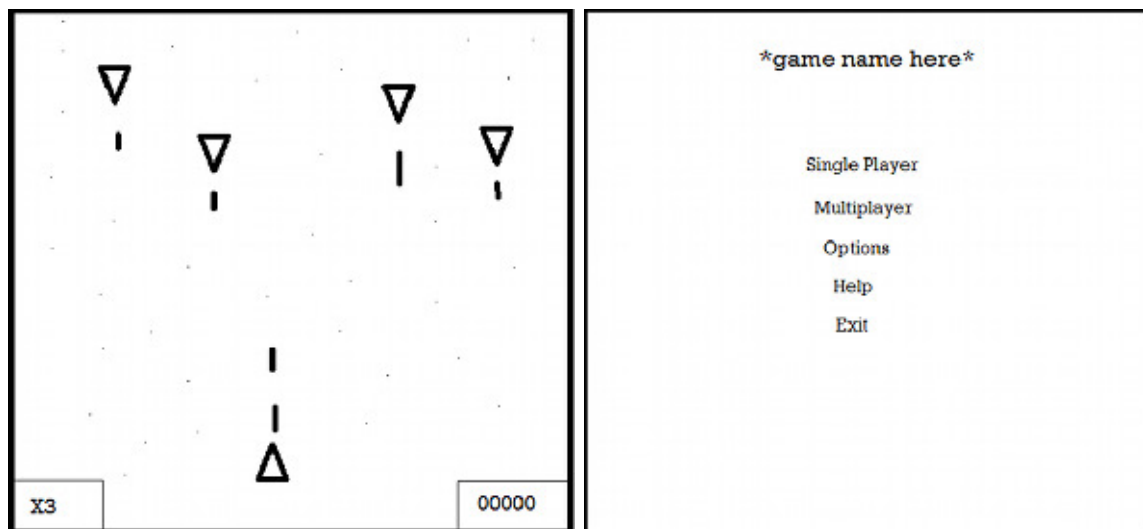 X3
00000
*game name here*
Single Player
Multiplayer
Options
Help
Exit